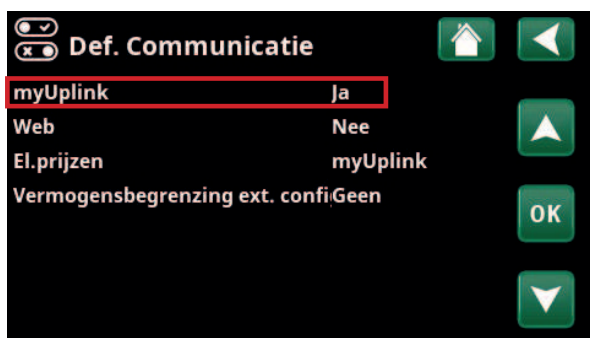 Def. Communicatie
myUplink Ja
Web Nee
El.prijzen myUplink
Vermogensbegrenzing ext. confi Geen
OK